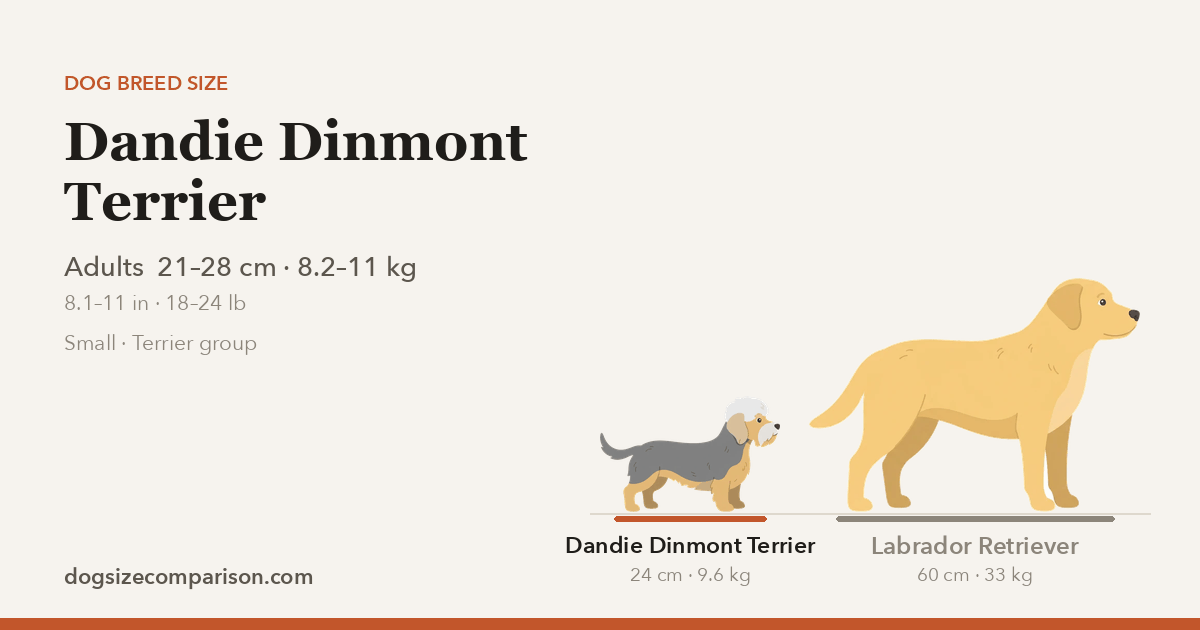 DOG BREED SIZE
Dandie Dinmont
Terrier
Adults 21–28 cm · 8.2–11 kg
8.1–11 in · 18–24 lb
Small · Terrier group
Dandie Dinmont Terrier
24 cm · 9.6 kg
Labrador Retriever
60 cm · 33 kg
dogsizecomparison.com